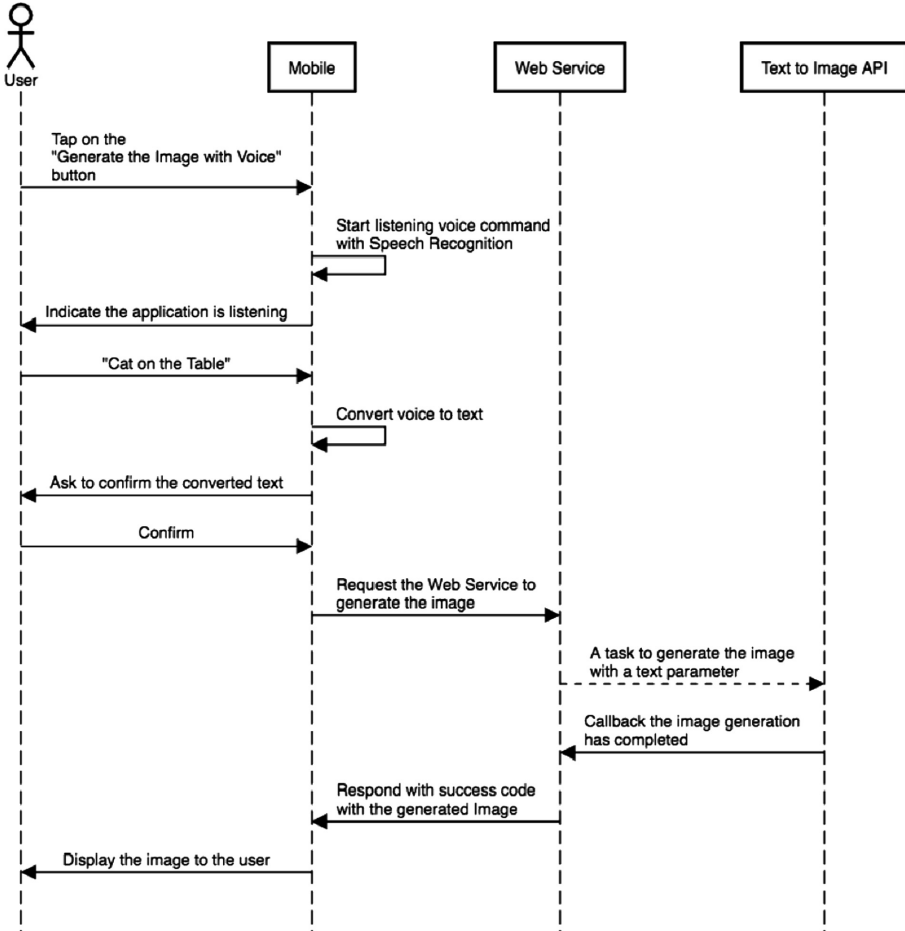 User
Mobile
Web Service
Text to Image API
Tap on the
"Generate the Image with Voice"
button
Start listening voice command
with Speech Recognition
Indicate the application is listening
"Cat on the Table"
Convert voice to text
Ask to confirm the converted text
Confirm
Request the Web Service to
generate the image
A task to generate the image
with a text parameter
Callback the image generation
has completed
Respond with success code
with the generated Image
Display the image to the user